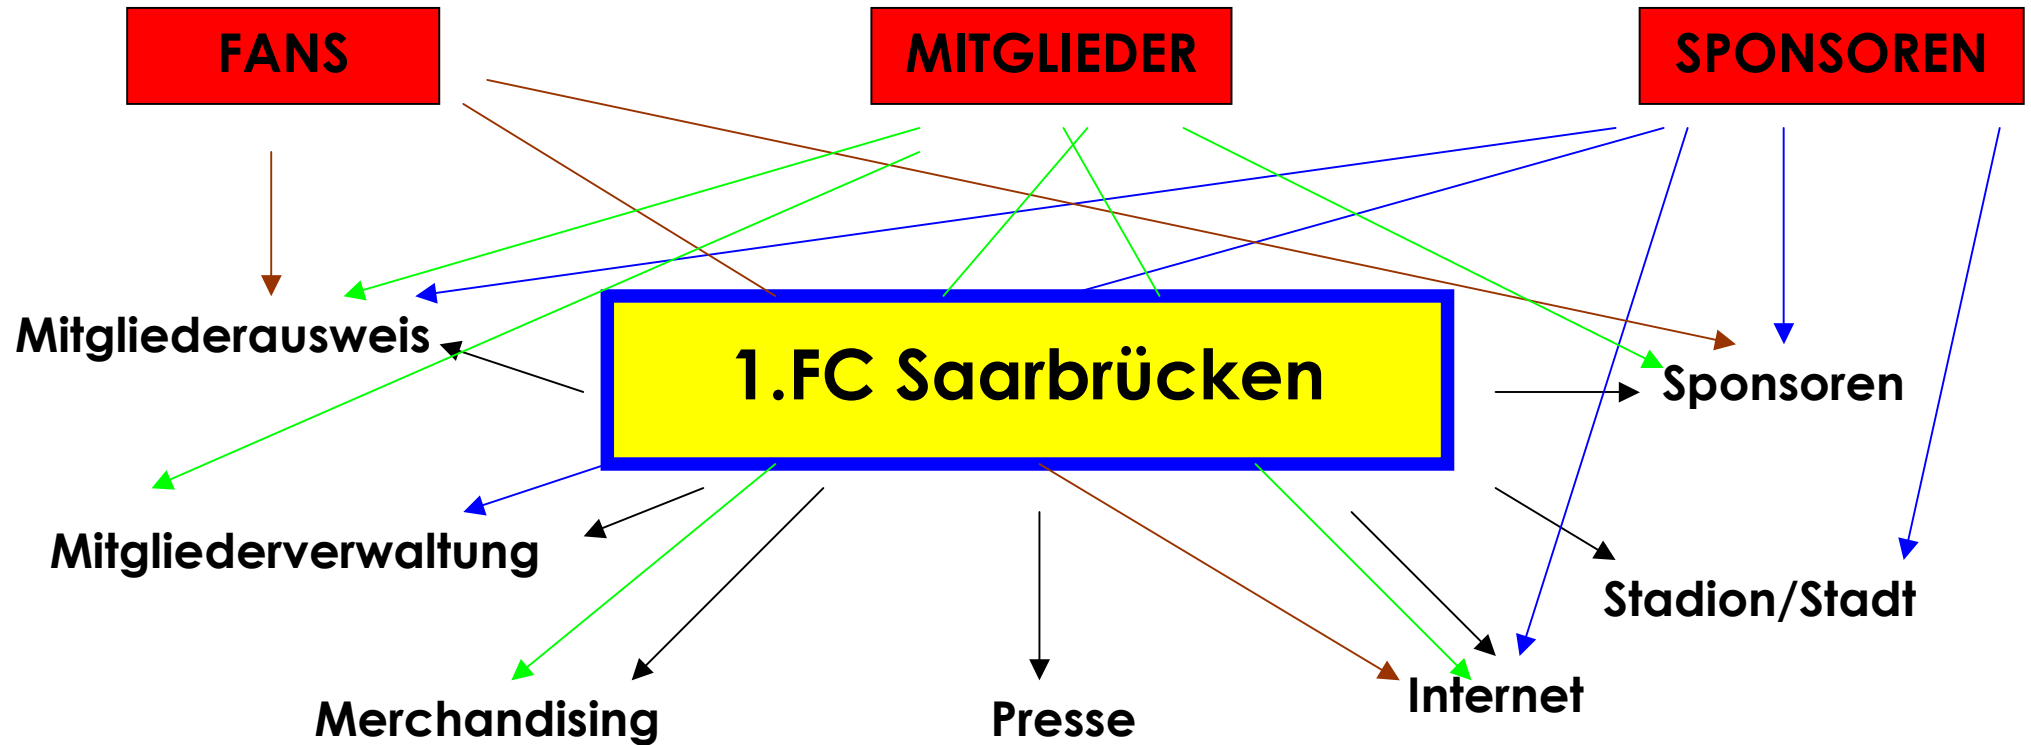 FANS
MITGLIEDER
SPONSOREN
Mitgliederausweis
1.FC Saarbrücken
Sponsoren
Mitgliederverwaltung
Stadion/Stadt
Internet
Merchandising
Presse